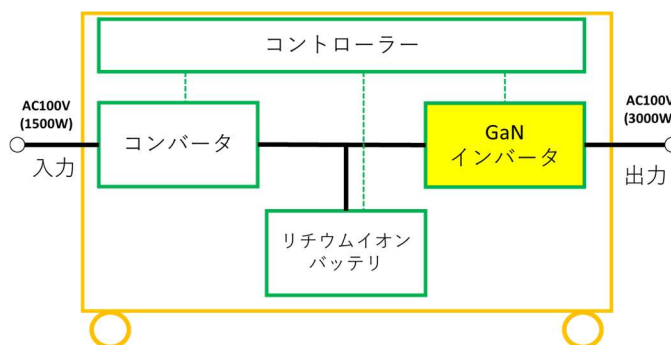 コントローラー
AC100V
(1500W)
入力
コンバータ
GaN
インバータ
AC100V
(3000W
出力
リチウムイオン
バッテリ